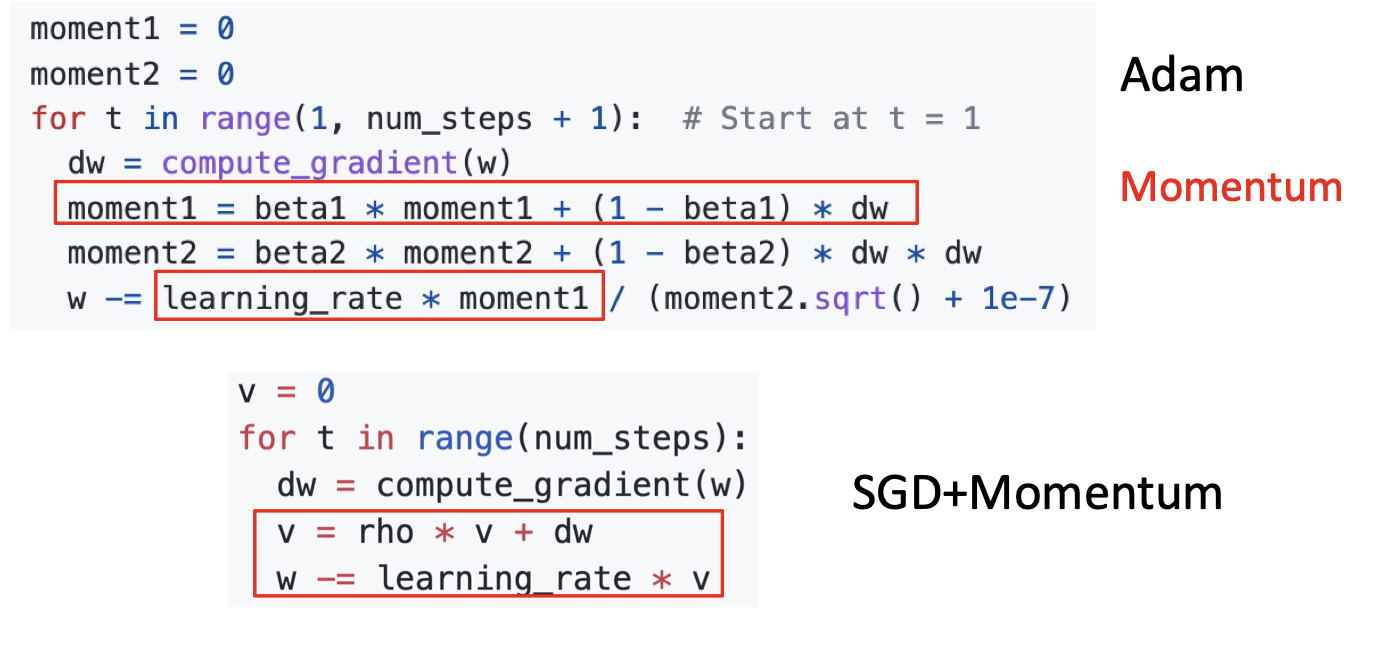 moment1 = 0
moment2 = 0
for t in range(1, num_steps + 1):  # Start at t = 1
  dw = compute_gradient(w)
  moment1 = beta1 * moment1 + (1 - beta1) * dw
  moment2 = beta2 * moment2 + (1 - beta2) * dw * dw
  w -= learning_rate * moment1 / (moment2.sqrt() + 1e-7)
Adam
Momentum
v = 0
for t in range(num_steps):
  dw = compute_gradient(w)
  v = rho * v + dw
  w -= learning_rate * v
SGD+Momentum